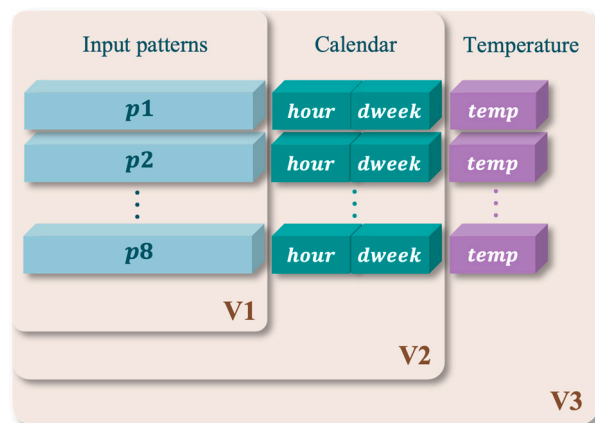 Input patterns Calendar Temperature
p1 hour dweek temp
p2 hour dweek temp
p8 hour dweek temp
V1
V2
V3